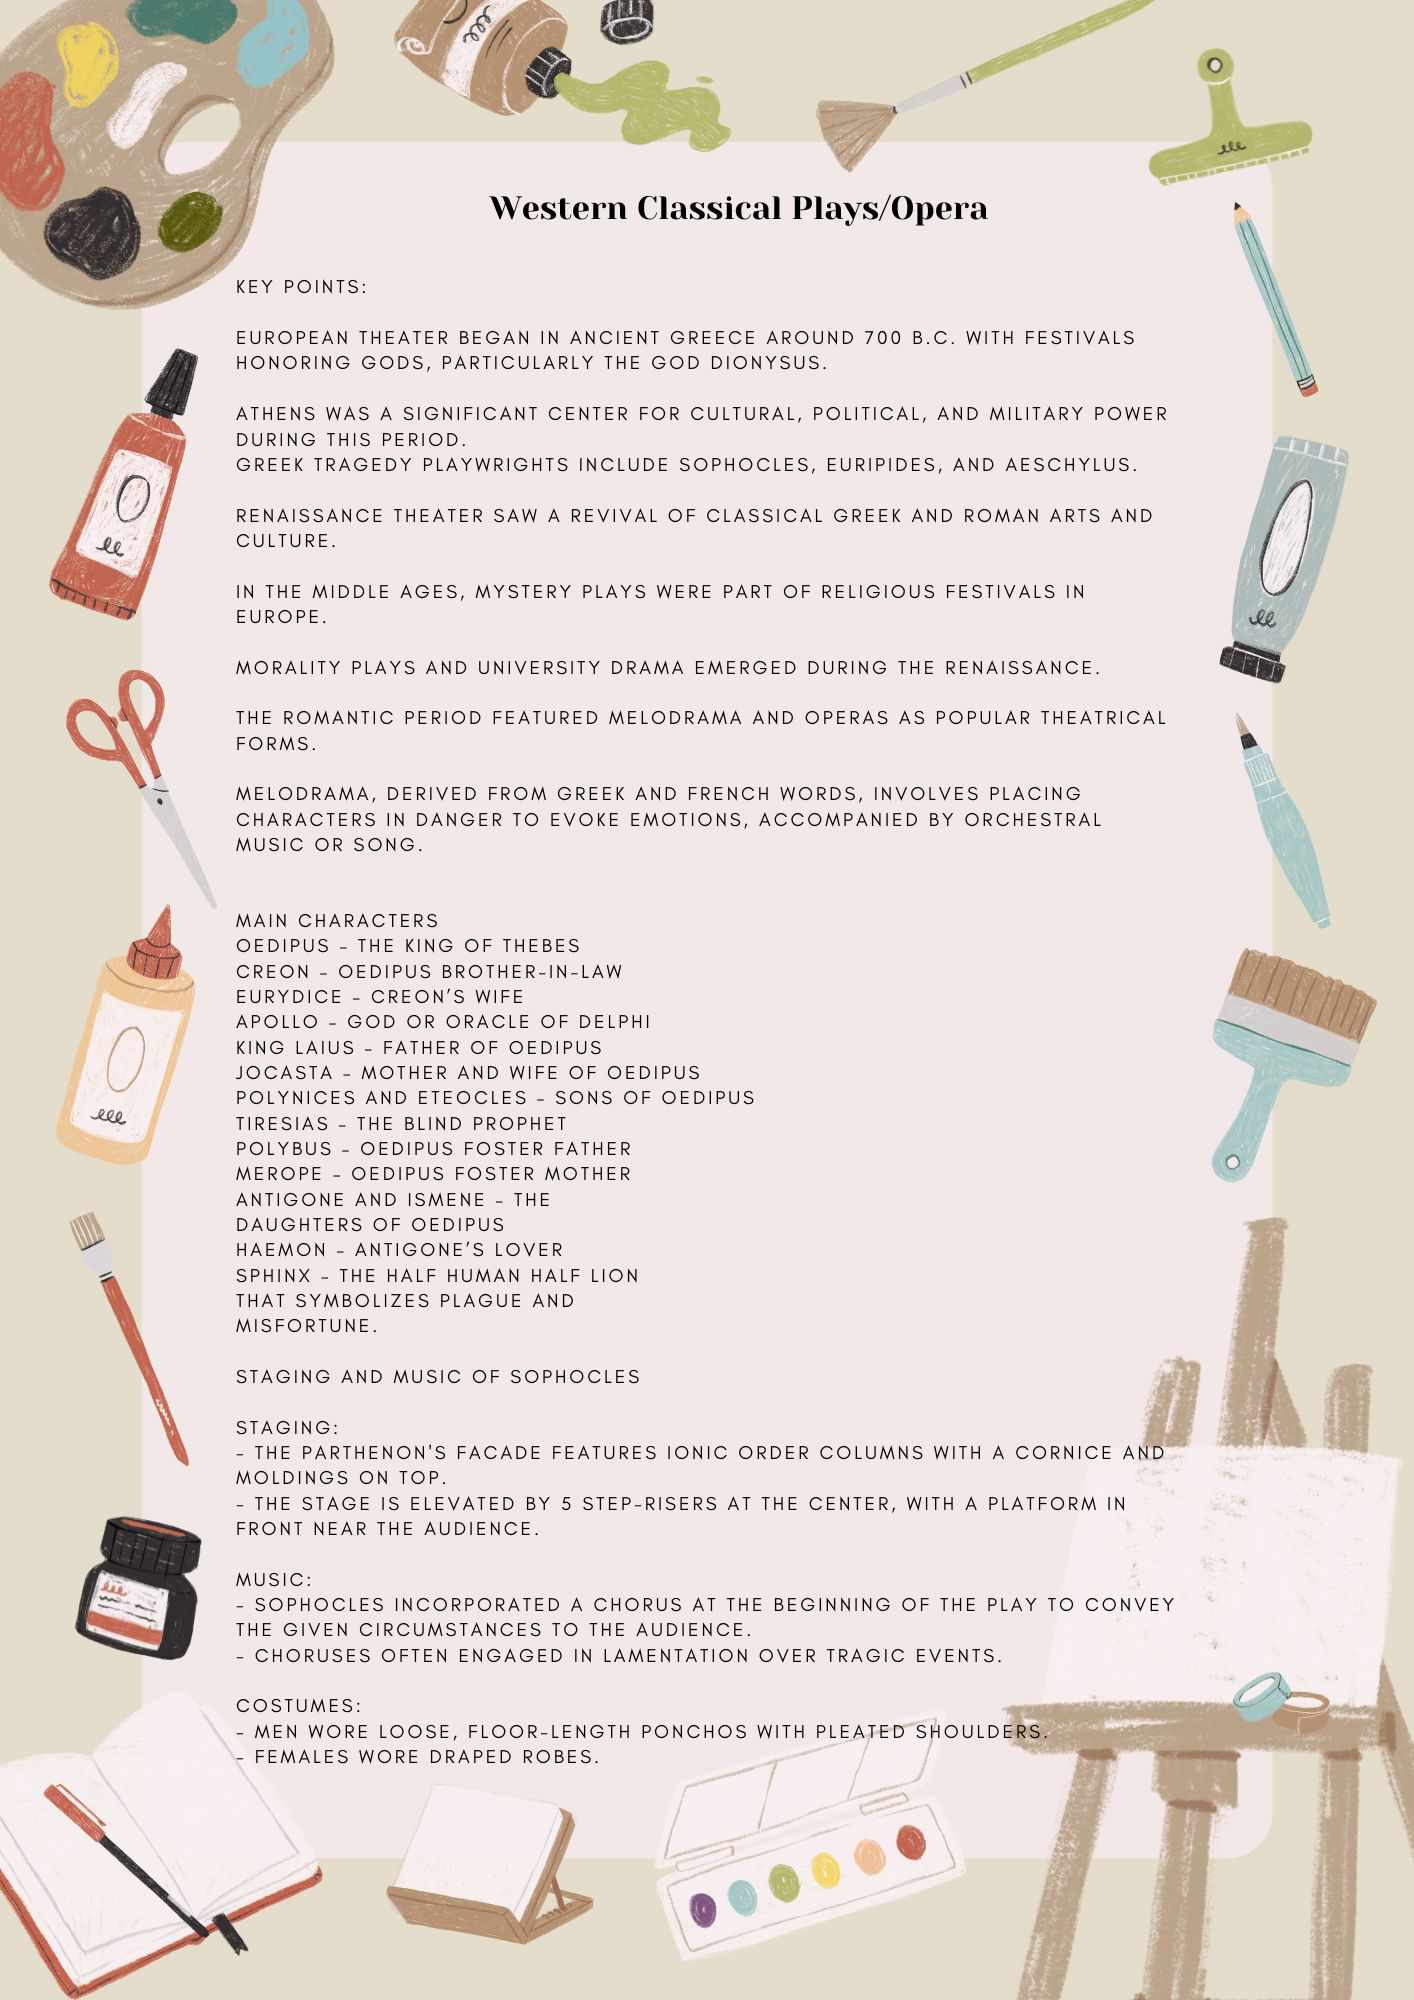 Western Classical Plays/Opera
KEY POINTS:
EUROPEAN THEATER BEGAN IN ANCIENT GREECE AROUND 700 B.C. WITH FESTIVALS
HONORING GODS, PARTICULARLY THE GOD DIONYSUS.
ATHENS WAS A SIGNIFICANT CENTER FOR CULTURAL, POLITICAL, AND MILITARY POWER
DURING THIS PERIOD.
GREEK TRAGEDY PLAYWRIGHTS INCLUDE SOPHOCLES, EURIPIDES, AND AESCHYLUS.
RENAISSANCE THEATER SAW A REVIVAL OF CLASSICAL GREEK AND ROMAN ARTS AND
CULTURE.
IN THE MIDDLE AGES, MYSTERY PLAYS WERE PART OF RELIGIOUS FESTIVALS IN
EUROPE.
MORALITY PLAYS AND UNIVERSITY DRAMA EMERGED DURING THE RENAISSANCE.
THE ROMANTIC PERIOD FEATURED MELODRAMA AND OPERAS AS POPULAR THEATRICAL
FORMS.
MELODRAMA, DERIVED FROM GREEK AND FRENCH WORDS, INVOLVES PLACING
CHARACTERS IN DANGER TO EVOKE EMOTIONS, ACCOMPANIED BY ORCHESTRAL
MUSIC OR SONG.
MAIN CHARACTERS
OEDIPUS – THE KING OF THEBES
CREON – OEDIPUS BROTHER-IN-LAW
EURYDICE – CREON'S WIFE
APOLLO – GOD OR ORACLE OF DELPHI
KING LAIUS – FATHER OF OEDIPUS
JOCASTA – MOTHER AND WIFE OF OEDIPUS
POLYNICES AND ETEOCLES – SONS OF OEDIPUS
TIRESIAS – THE BLIND PROPHET
POLYBUS – OEDIPUS FOSTER FATHER
MEROPE – OEDIPUS FOSTER MOTHER
ANTIGONE AND ISMENE – THE
DAUGHTERS OF OEDIPUS
HAEMON – ANTIGONE'S LOVER
SPHINX – THE HALF HUMAN HALF LION
THAT SYMBOLIZES PLAGUE AND
MISFORTUNE.
STAGING AND MUSIC OF SOPHOCLES
STAGING:
- THE PARTHENON'S FACADE FEATURES IONIC ORDER COLUMNS WITH A CORNICE AND
MOLDINGS ON TOP.
- THE STAGE IS ELEVATED BY 5 STEP-RISERS AT THE CENTER, WITH A PLATFORM IN
FRONT NEAR THE AUDIENCE.
MUSIC:
- SOPHOCLES INCORPORATED A CHORUS AT THE BEGINNING OF THE PLAY TO CONVEY
THE GIVEN CIRCUMSTANCES TO THE AUDIENCE.
- CHORUSES OFTEN ENGAGED IN LAMENTATION OVER TRAGIC EVENTS.
COSTUMES:
- MEN WORE LOOSE, FLOOR-LENGTH PONCHOS WITH PLEATED SHOULDERS.
- FEMALES WORE DRAPED ROBES.